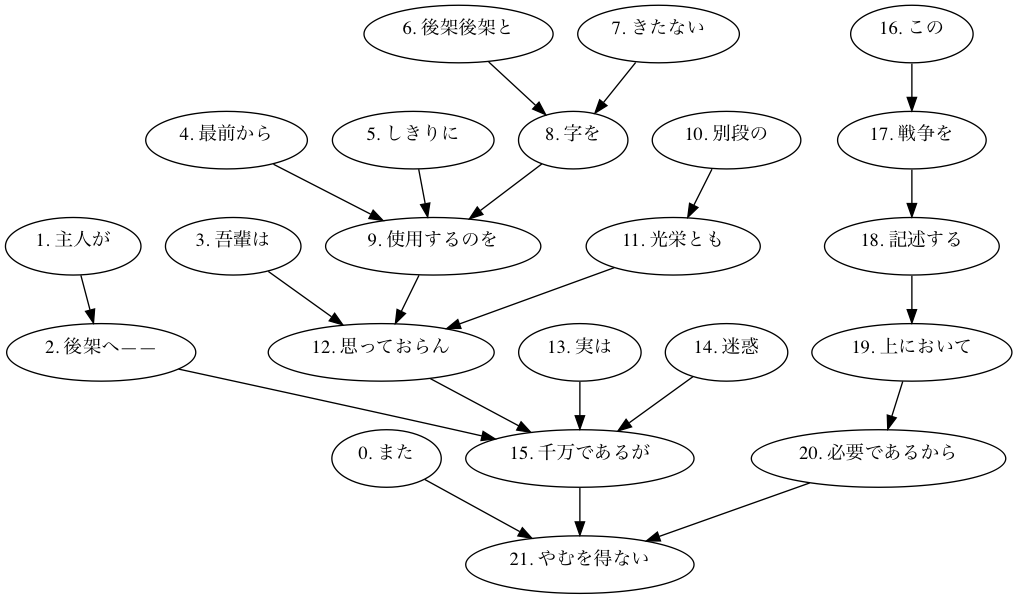 6. 後架後架と
7. きたない
16. この
4. 最前から
5. しきりに
8. 字を
10. 別段の
17. 戦争を
1. 主人が
3. 吾輩は
9. 使用するのを
11. 光栄とも
18. 記述する
2. 後架へ——
12. 思っておらん
13. 実は
14. 迷惑
19. 上において
0. また
15. 千万であるが
20. 必要であるから
21. やむを得ない